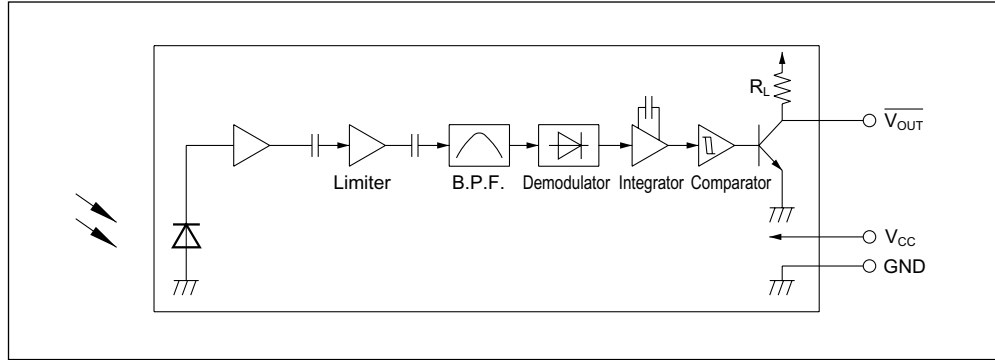 R_L
V_OUT
Limiter
B.P.F.
Demodulator
Integrator
Comparator
V_CC
GND